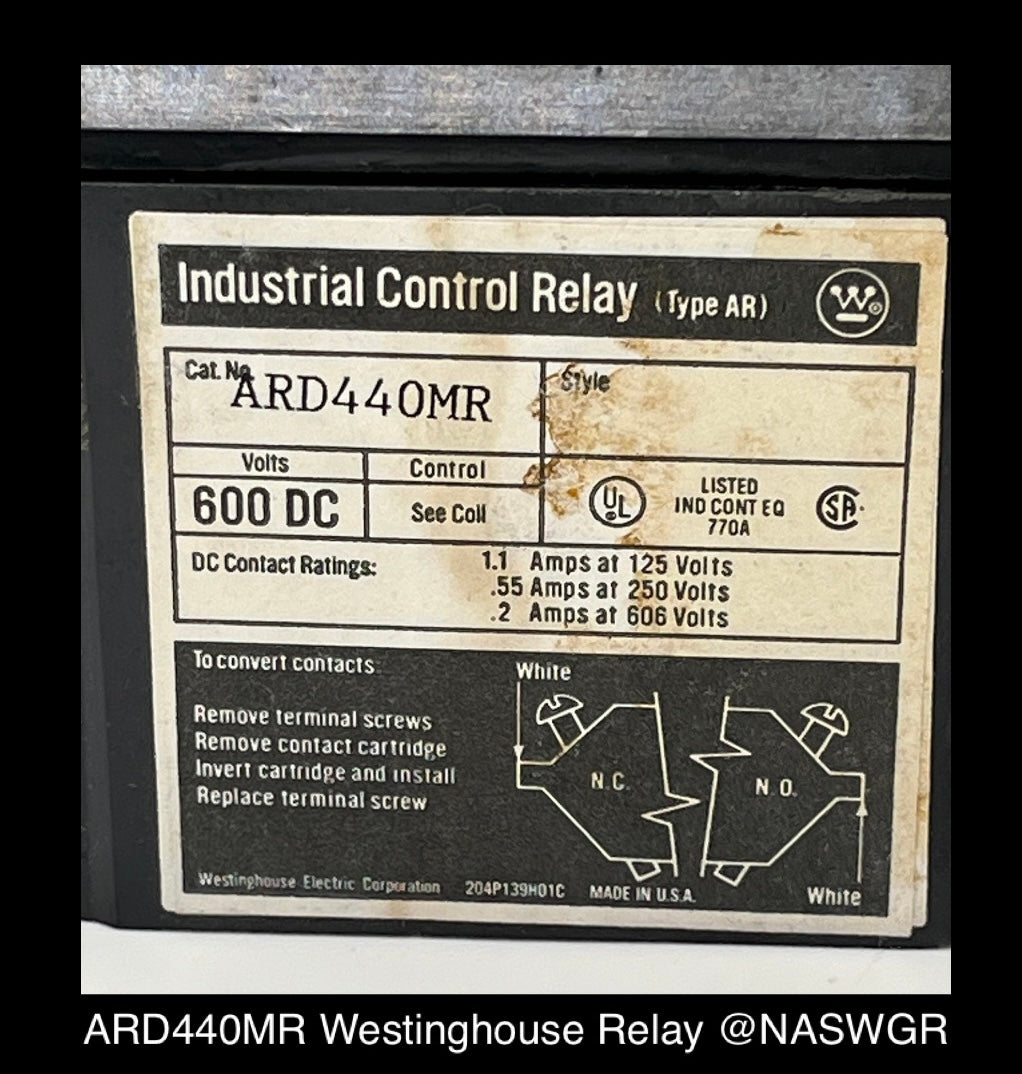 Industrial Control Relay (Type AR) W®
Cat. No.
ARD440MR
Style
Volts
600 DC
Control
See Coil
UL
LISTED
IND CONT EQ
770A
SA
DC Contact Ratings:
1.1 Amps at 125 Volts
.55 Amps at 250 Volts
.2 Amps at 606 Volts
To convert contacts
Remove terminal screws
Remove contact cartridge
Invert cartridge and install
Replace terminal screw
White
N.C.
N.O.
White
Westinghouse Electric Corporation 204P139H01C MADE IN U.S.A.
ARD440MR Westinghouse Relay @NASWGR